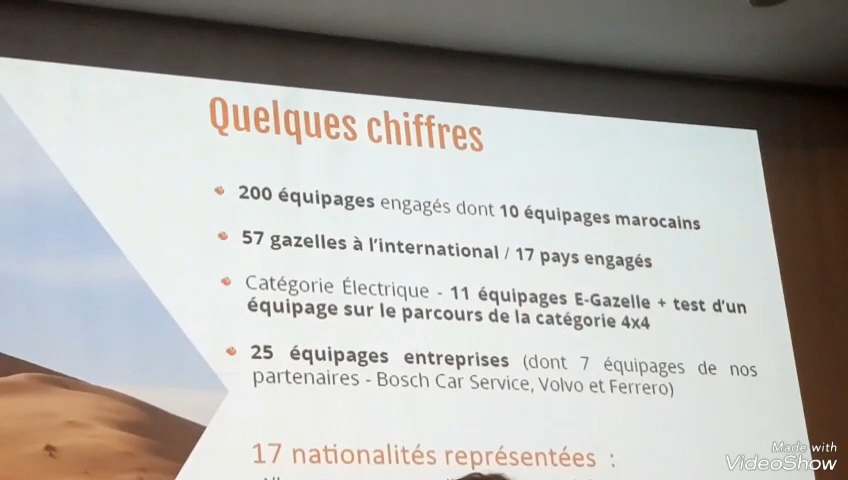 Quelques chiffres
200 équipages engagés dont 10 équipages marocains
57 gazelles à l'international / 17 pays engagés
Catégorie Électrique - 11 équipages E-Gazelle + test d'un
équipage sur le parcours de la catégorie 4x4
25 équipages entreprises (dont 7 équipages de nos
partenaires - Bosch Car Service, Volvo et Ferrero)
17 nationalités représentées :
Made with
VideoShow